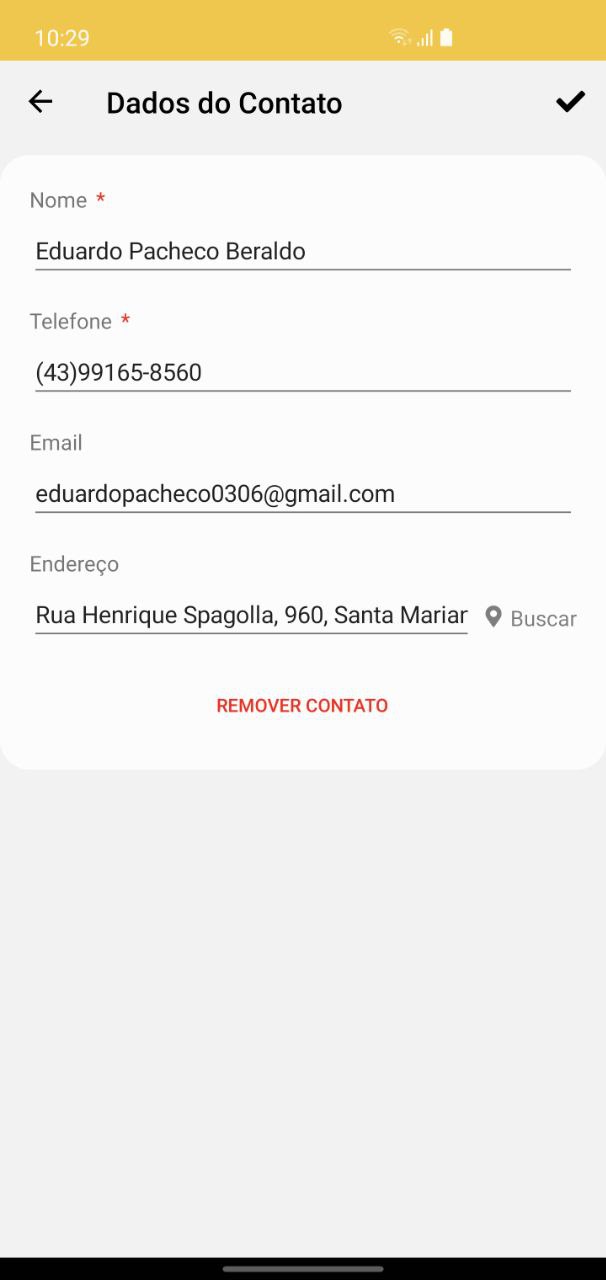 10:29
Dados do Contato
Nome *
Eduardo Pacheco Beraldo
Telefone *
(43)99165-8560
Email
eduardopacheco0306@gmail.com
Endereço
Rua Henrique Spagolla, 960, Santa Mariar
Buscar
REMOVER CONTATO